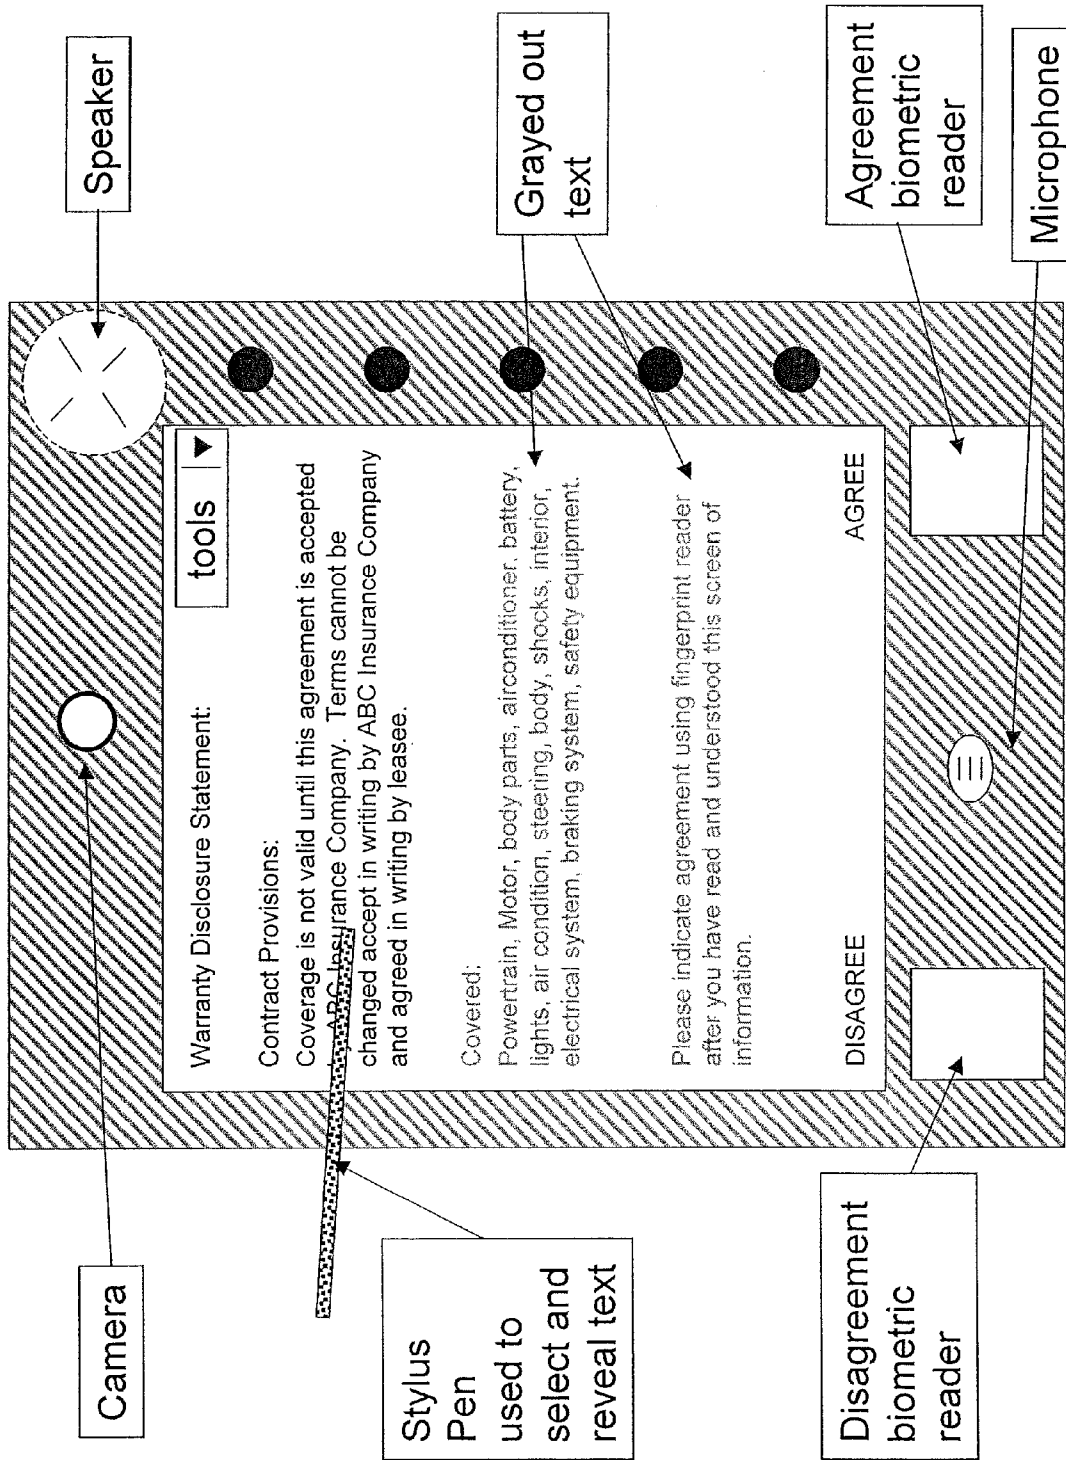 Camera
Speaker
Warranty Disclosure Statement:
tools
Contract Provisions:
Coverage is not valid until this agreement is accepted
ABC Insurance Company.  Terms cannot be
changed accept in writing by ABC Insurance Company
and agreed in writing by leasee.
Stylus
Pen
used to
select and
reveal text
Covered:
Powertrain, Motor, body parts, airconditioner, battery,
lights, air condition, steering, body, shocks, interior,
electrical system, braking system, safety equipment.
Grayed out
text
Please indicate agreement using fingerprint reader
after you have read and understood this screen of
information.
DISAGREE
AGREE
Disagreement
biometric
reader
Agreement
biometric
reader
Microphone